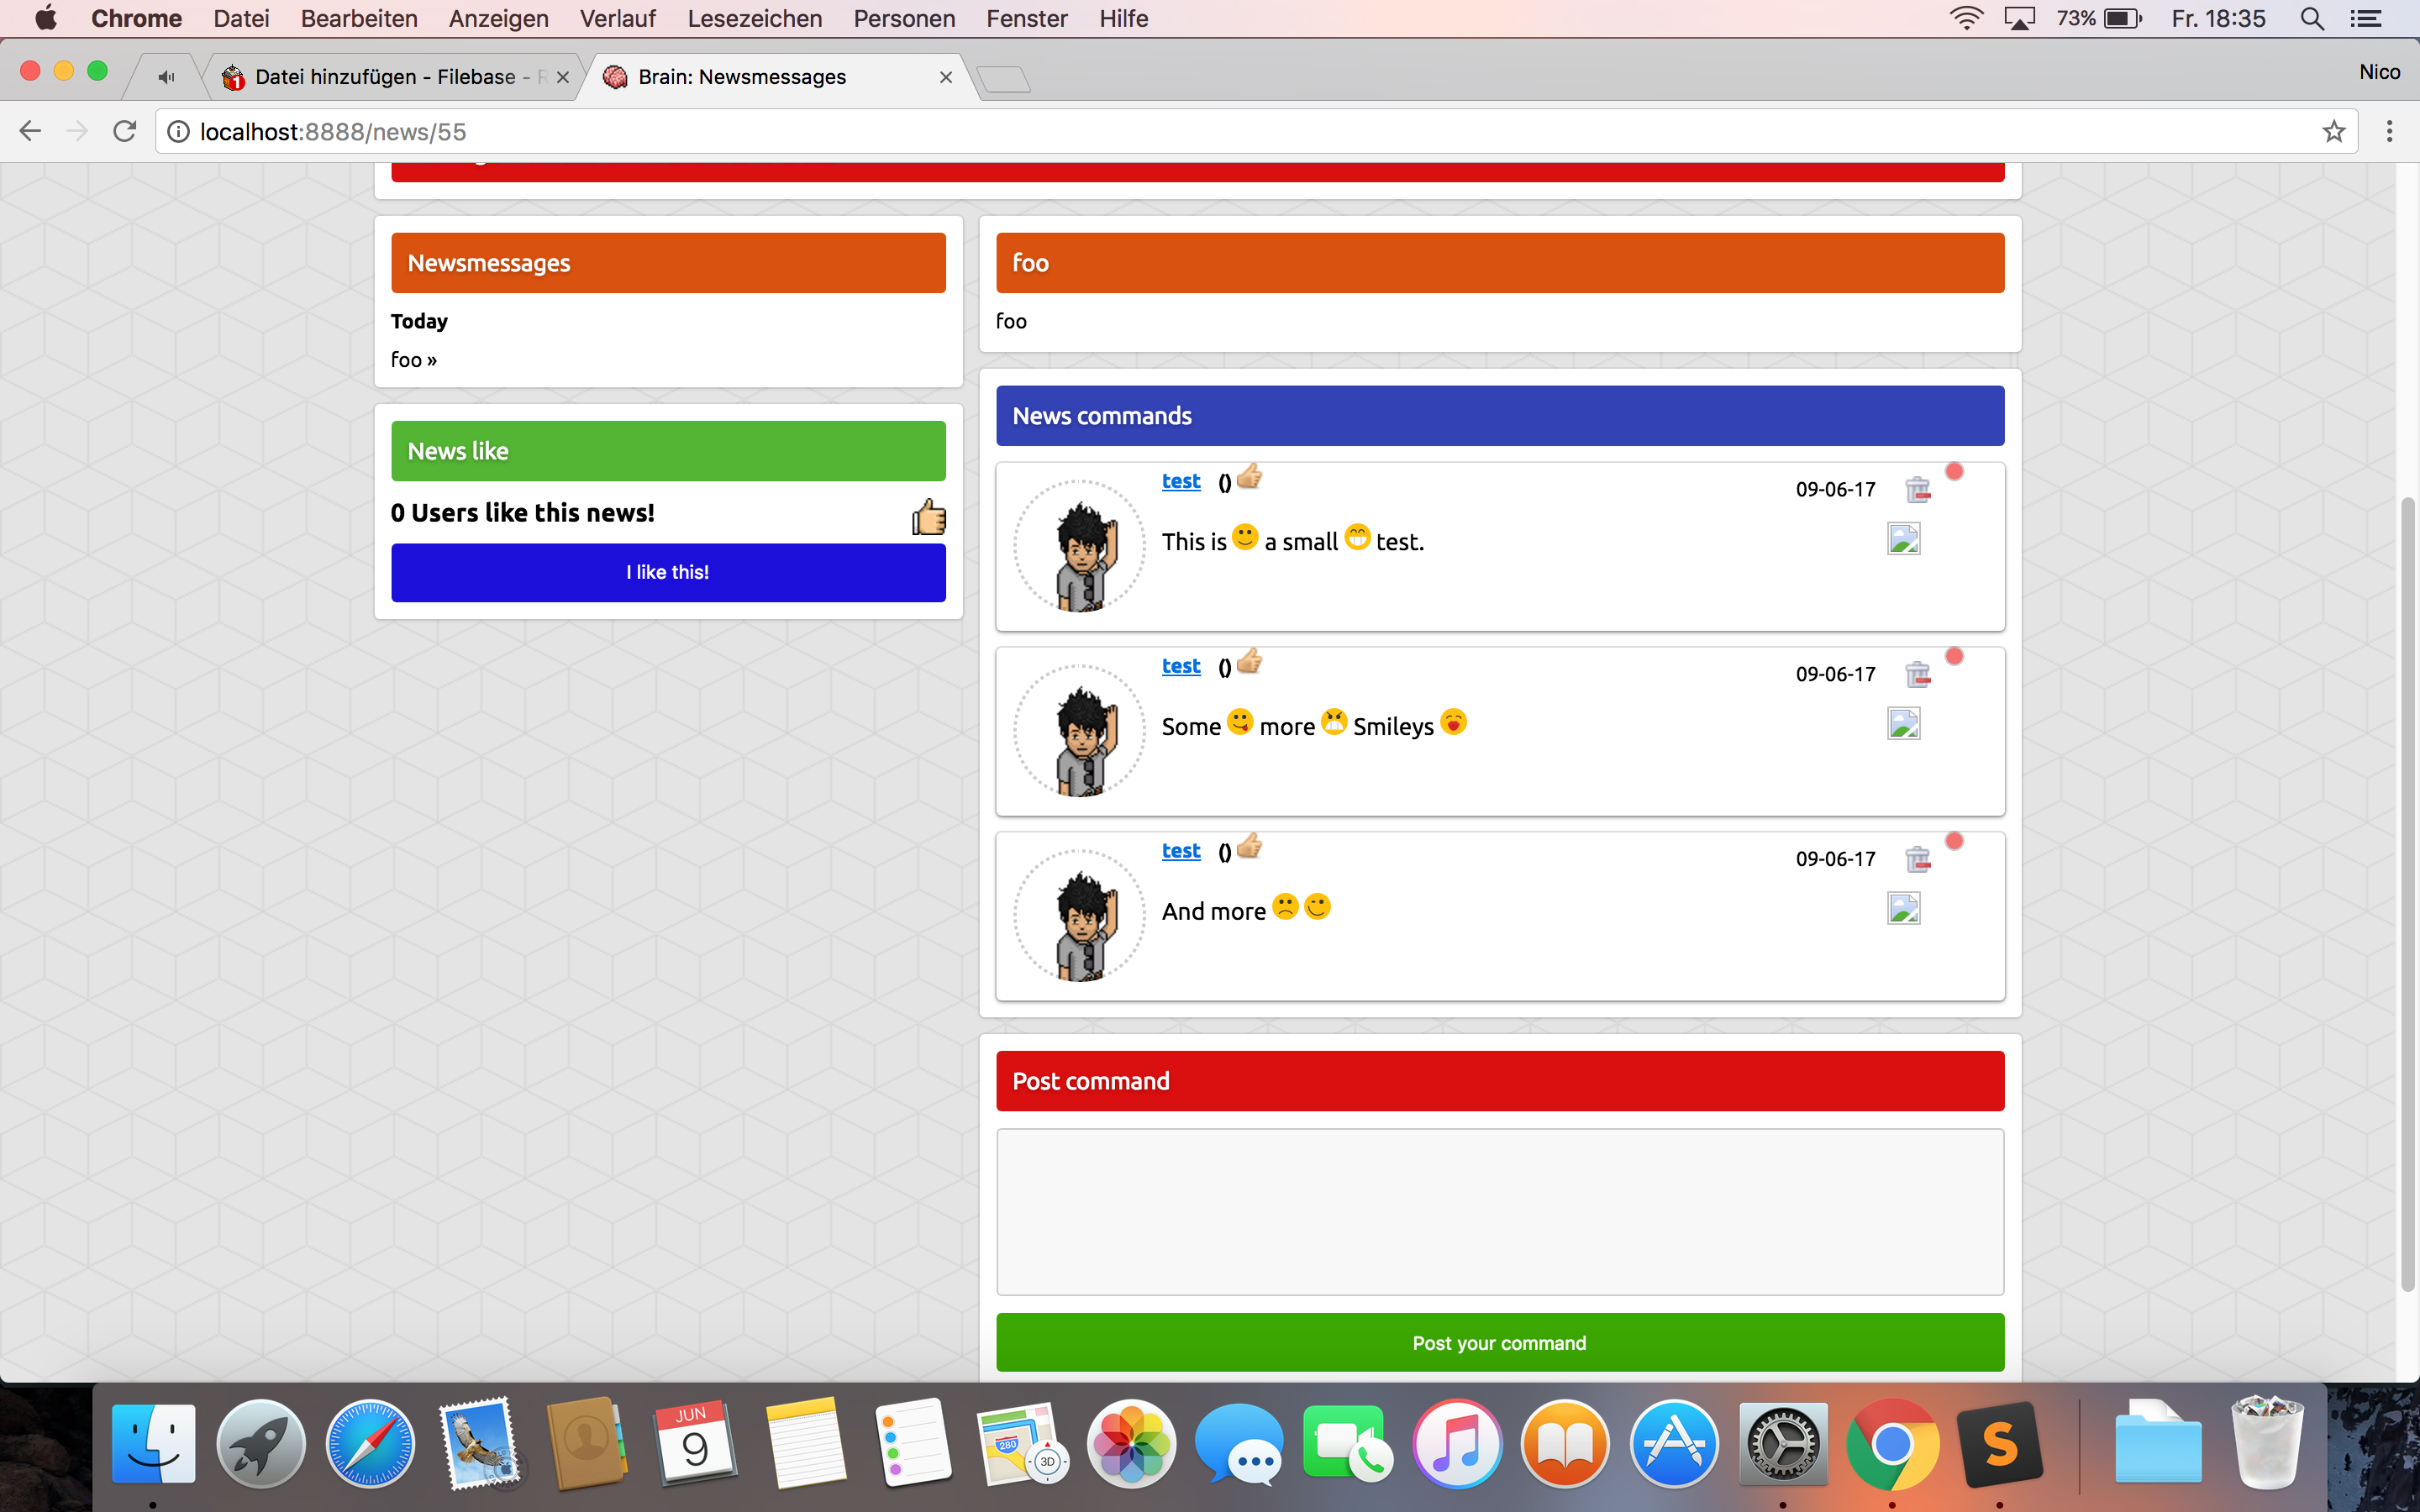 Chrome Datei Bearbeiten Anzeigen Verlauf Lesezeichen Personen Fenster Hilfe 73% Fr. 18:35
Datei hinzufügen - Filebase - Brain: Newsmessages Nico
localhost:8888/news/55
Newsmessages
Today
foo »
News like
0 Users like this news!
I like this!
foo
foo
News commands
test () 09-06-17
This is a small test.
test () 09-06-17
Some more Smileys
test () 09-06-17
And more
Post command
Post your command
JUN
9
280
3D
S